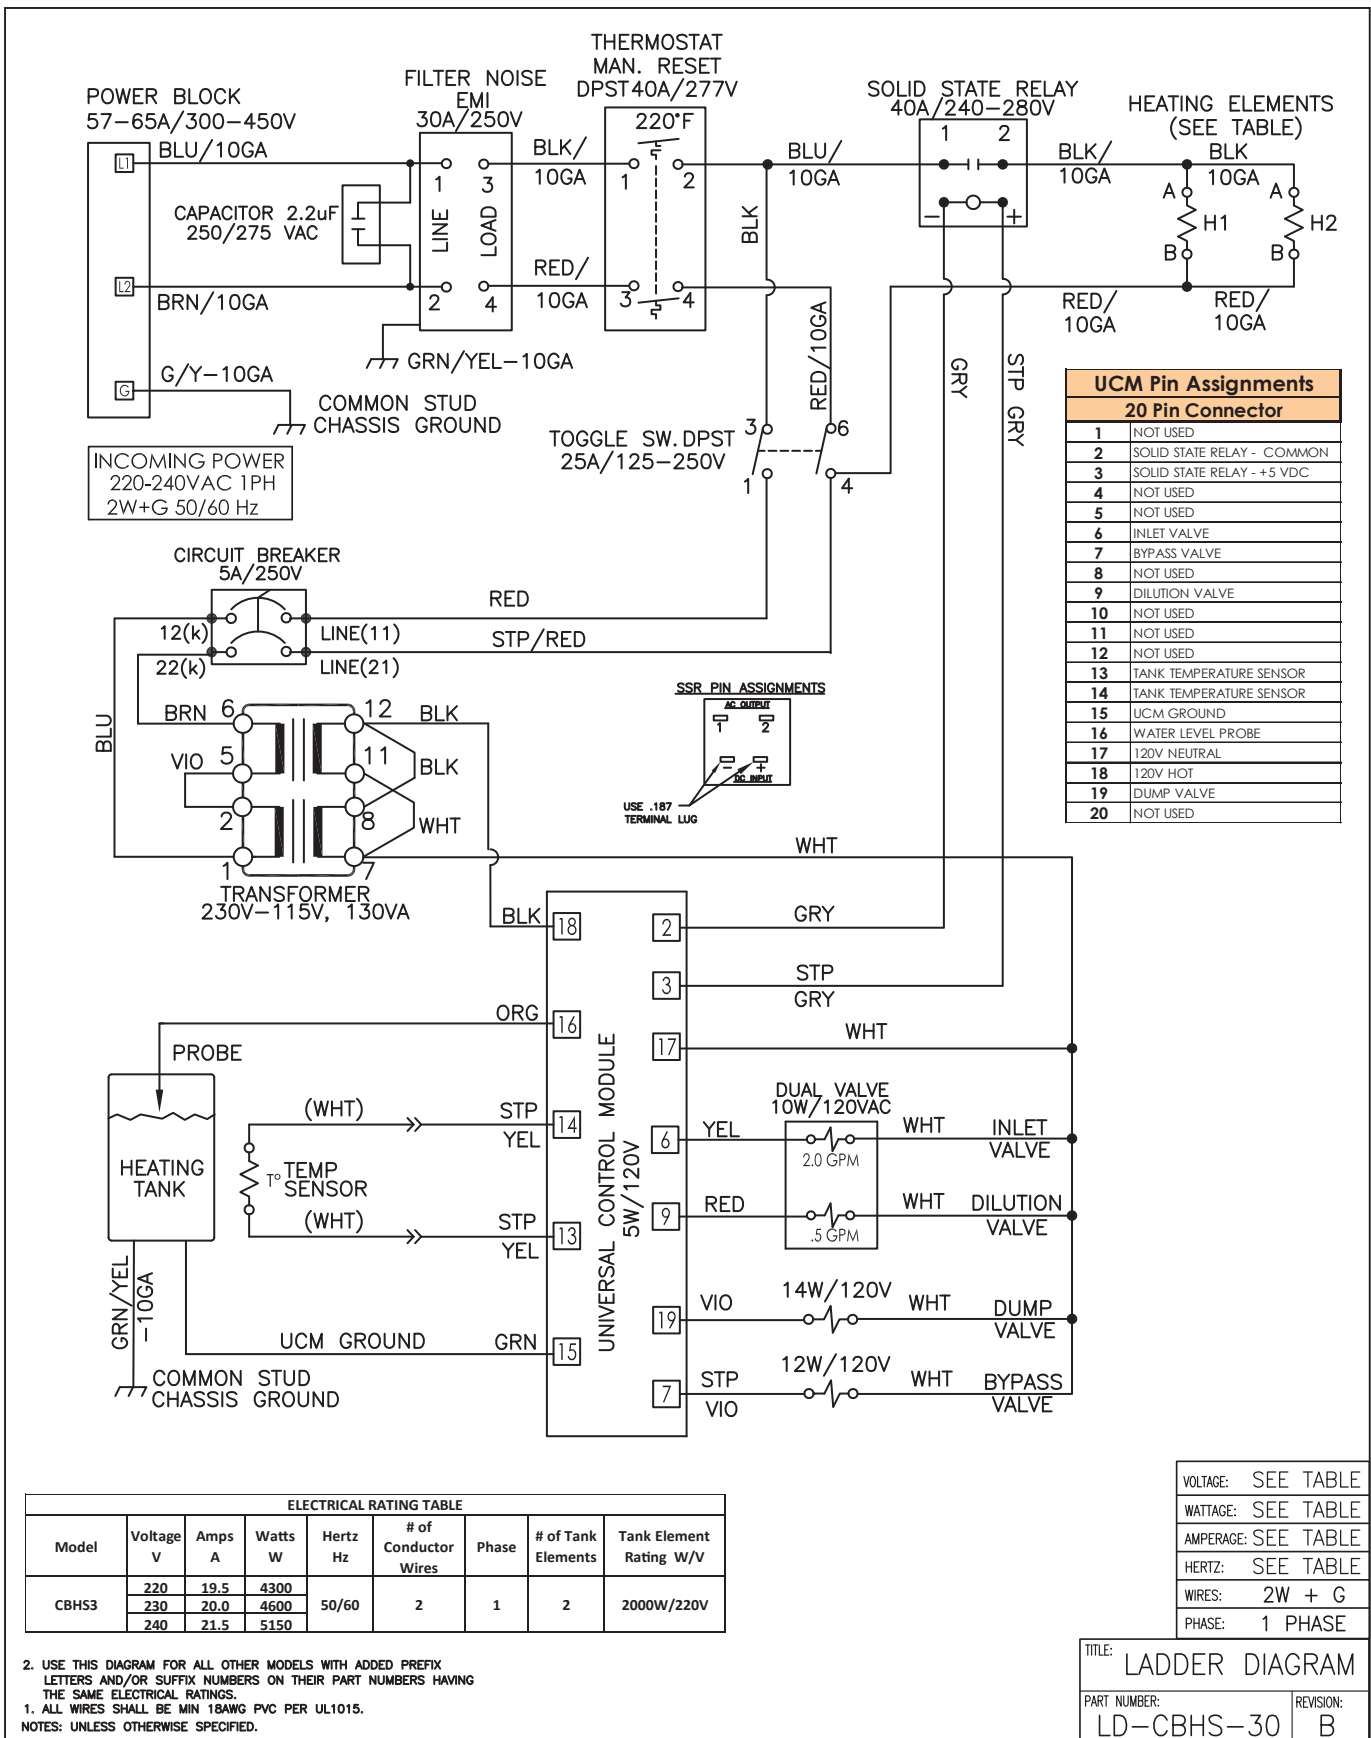 THERMOSTAT
MAN. RESET
DPST40A/277V
220°F
FILTER NOISE
EMI
30A/250V
POWER BLOCK
57-65A/300-450V
SOLID STATE RELAY
40A/240-280V
HEATING ELEMENTS
(SEE TABLE)
L1
BLU/10GA
CAPACITOR 2.2uF
250/275 VAC
L2
BRN/10GA
G
G/Y-10GA
COMMON STUD
CHASSIS GROUND
1
3
LINE
LOAD
2
4
GRN/YEL-10GA
BLK/
10GA
RED/
10GA
1
2
3
4
BLU/
10GA
BLK
RED/10GA
1
2
-
+
BLK/
10GA
BLK
10GA
A
H1
B
A
H2
B
RED/
10GA
RED/
10GA
GRY
STP GRY
INCOMING POWER
220-240VAC 1PH
2W+G 50/60 Hz
TOGGLE SW.DPST
25A/125-250V
3
6
1
4
UCM Pin Assignments
20 Pin Connector
1 NOT USED
2 SOLID STATE RELAY - COMMON
3 SOLID STATE RELAY - +5 VDC
4 NOT USED
5 NOT USED
6 INLET VALVE
7 BYPASS VALVE
8 NOT USED
9 DILUTION VALVE
10 NOT USED
11 NOT USED
12 NOT USED
13 TANK TEMPERATURE SENSOR
14 TANK TEMPERATURE SENSOR
15 UCM GROUND
16 WATER LEVEL PROBE
17 120V NEUTRAL
18 120V HOT
19 DUMP VALVE
20 NOT USED
CIRCUIT BREAKER
5A/250V
12(k)
LINE(11)
RED
22(k)
LINE(21)
STP/RED
BLU
BRN
6
12
BLK
VIO
5
11
BLK
2
8
WHT
1
7
TRANSFORMER
230V-115V, 130VA
SSR PIN ASSIGNMENTS
AC OUTPUT
1
2
-
+
DC INPUT
USE .187
TERMINAL LUG
WHT
BLK
18
2
GRY
3
STP
GRY
ORG
16
17
WHT
PROBE
HEATING
TANK
(WHT)
STP
YEL
14
T° TEMP
SENSOR
(WHT)
STP
YEL
13
UNIVERSAL CONTROL MODULE
5W/120V
DUAL VALVE
10W/120VAC
6
YEL
2.0 GPM
WHT
INLET
VALVE
9
RED
.5 GPM
WHT
DILUTION
VALVE
GRN/YEL
-10GA
UCM GROUND
GRN
15
COMMON STUD
CHASSIS GROUND
19
VIO
14W/120V
WHT
DUMP
VALVE
7
STP
VIO
12W/120V
WHT
BYPASS
VALVE
ELECTRICAL RATING TABLE
Model Voltage V Amps A Watts W Hertz Hz # of Conductor Wires Phase # of Tank Elements Tank Element Rating W/V
220 19.5 4300
CBHS3 230 20.0 4600 50/60 2 1 2 2000W/220V
240 21.5 5150
2. USE THIS DIAGRAM FOR ALL OTHER MODELS WITH ADDED PREFIX
LETTERS AND/OR SUFFIX NUMBERS ON THEIR PART NUMBERS HAVING
THE SAME ELECTRICAL RATINGS.
1. ALL WIRES SHALL BE MIN 18AWG PVC PER UL1015.
NOTES: UNLESS OTHERWISE SPECIFIED.
VOLTAGE: SEE TABLE
WATTAGE: SEE TABLE
AMPERAGE: SEE TABLE
HERTZ: SEE TABLE
WIRES: 2W + G
PHASE: 1 PHASE
TITLE: LADDER DIAGRAM
PART NUMBER: LD-CBHS-30
REVISION: B